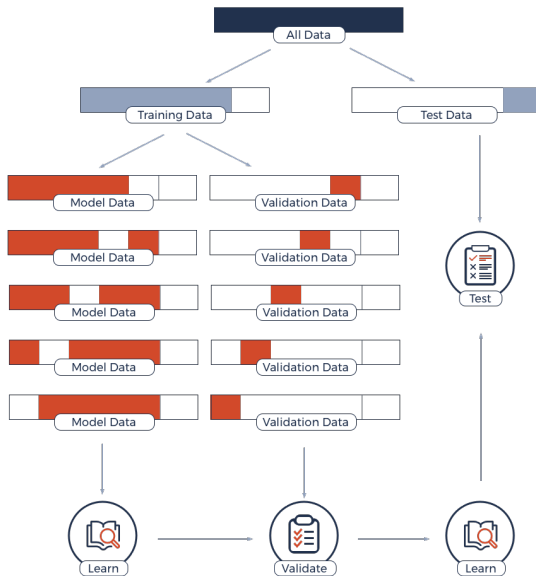 All Data
Training Data
Test Data
Model Data
Validation Data
Model Data
Validation Data
Model Data
Validation Data
Model Data
Validation Data
Model Data
Validation Data
Test
Learn
Validate
Learn